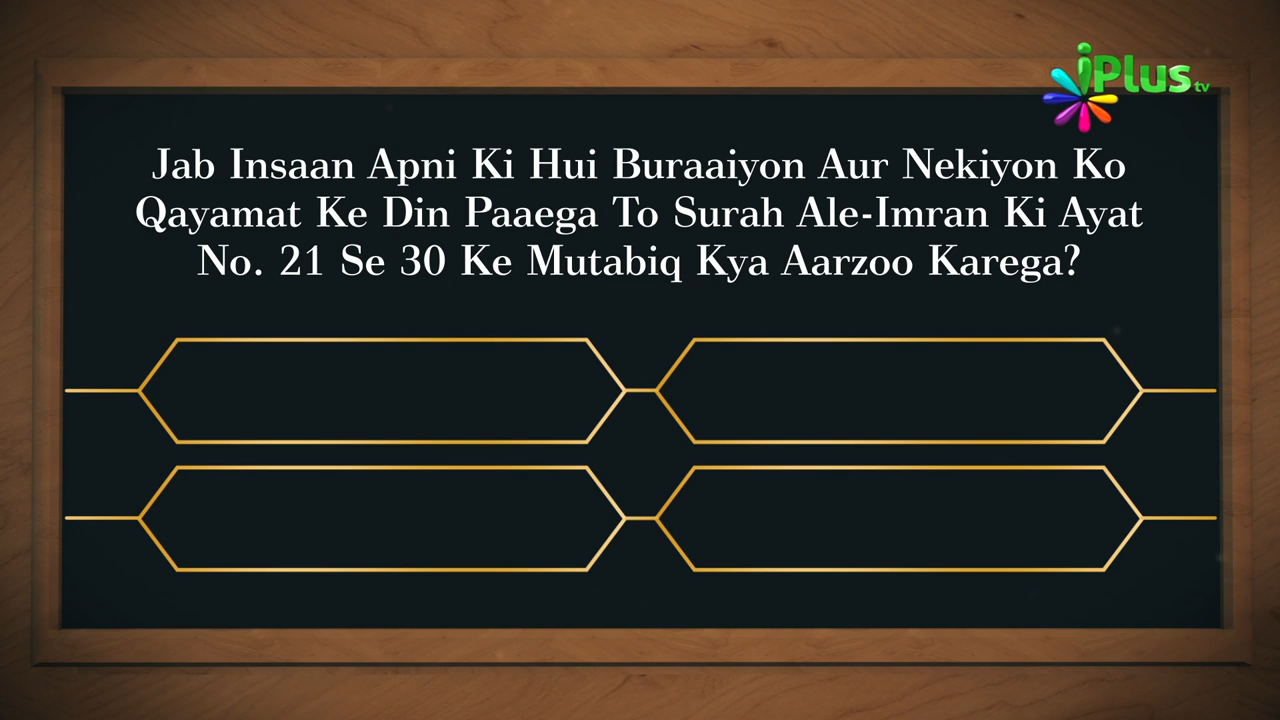 iPlus tv
Jab Insaan Apni Ki Hui Buraaiyon Aur Nekiyon Ko
Qayamat Ke Din Paaega To Surah Ale-Imran Ki Ayat
No. 21 Se 30 Ke Mutabiq Kya Aarzoo Karega?